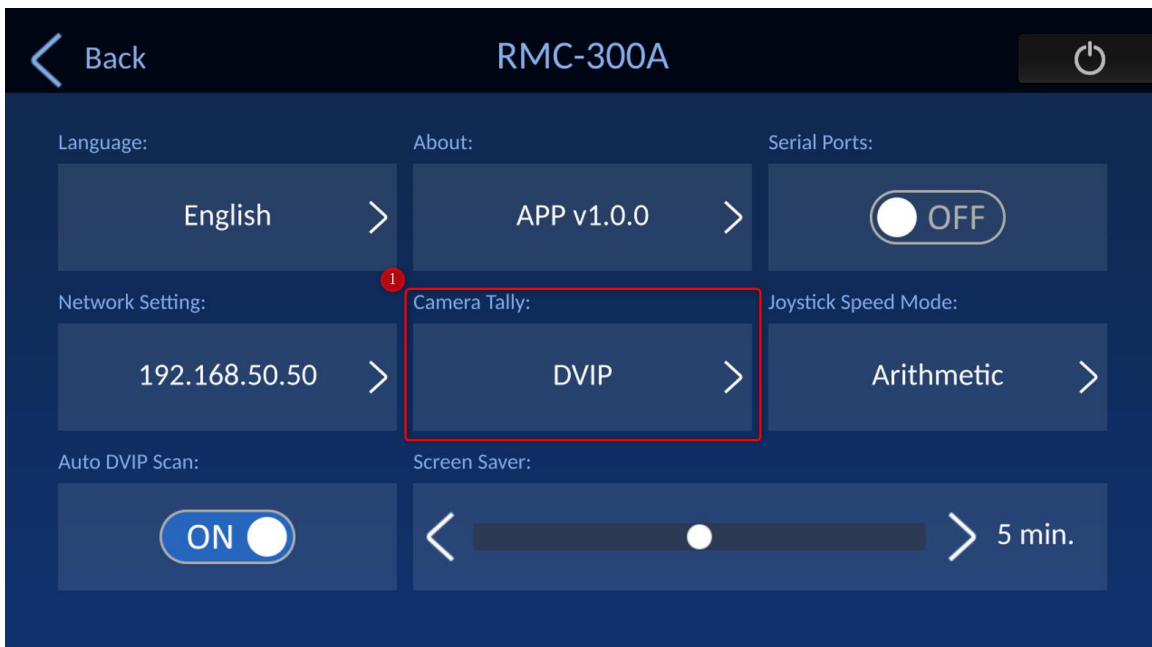 Back
RMC-300A
Language:
About:
Serial Ports:
English
APP v1.0.0
OFF
1
Network Setting:
Camera Tally:
Joystick Speed Mode:
192.168.50.50
DVIP
Arithmetic
Auto DVIP Scan:
Screen Saver:
ON
5 min.